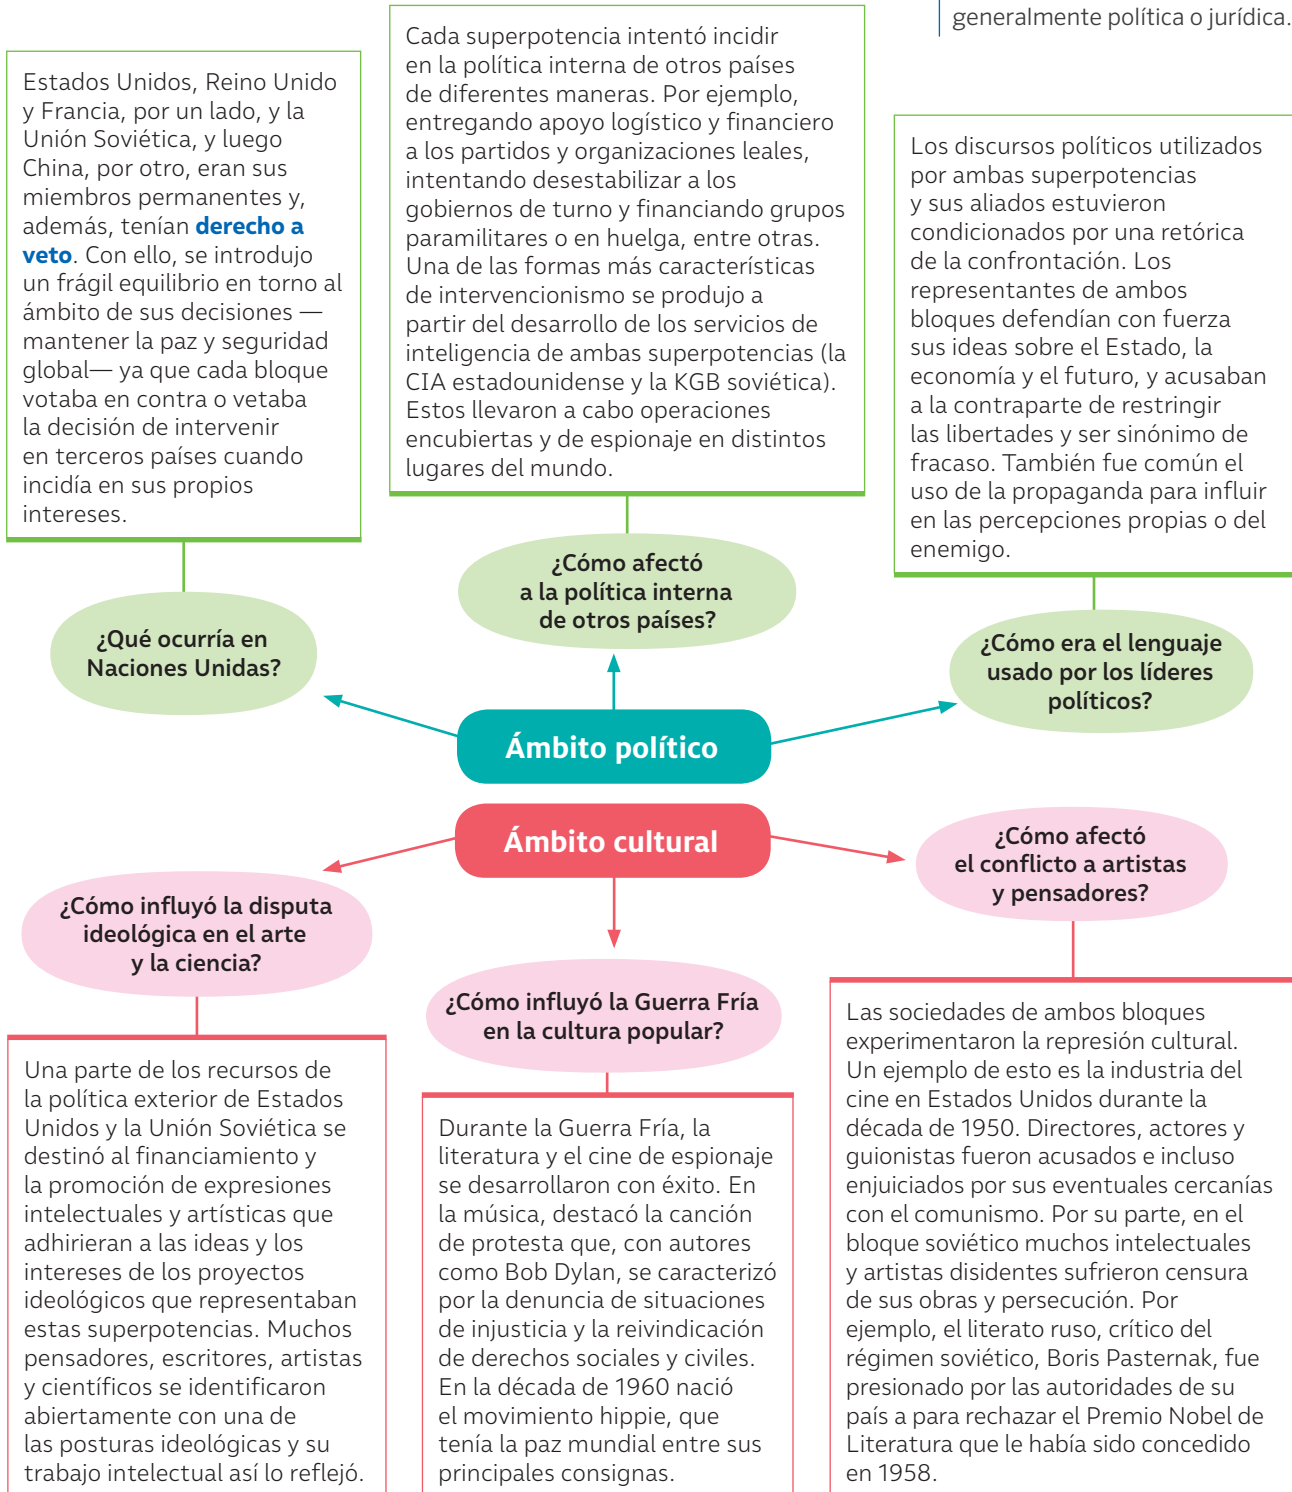 generalmente política o jurídica.
Estados Unidos, Reino Unido
y Francia, por un lado, y la
Unión Soviética, y luego
China, por otro, eran sus
miembros permanentes y,
además, tenían derecho a
veto. Con ello, se introdujo
un frágil equilibrio en torno al
ámbito de sus decisiones —
mantener la paz y seguridad
global— ya que cada bloque
votaba en contra o vetaba
la decisión de intervenir
en terceros países cuando
incidía en sus propios
intereses.
¿Qué ocurría en
Naciones Unidas?
Cada superpotencia intentó incidir
en la política interna de otros países
de diferentes maneras. Por ejemplo,
entregando apoyo logístico y financiero
a los partidos y organizaciones leales,
intentando desestabilizar a los
gobiernos de turno y financiando grupos
paramilitares o en huelga, entre otras.
Una de las formas más características
de intervencionismo se produjo a
partir del desarrollo de los servicios de
inteligencia de ambas superpotencias (la
CIA estadounidense y la KGB soviética).
Estos llevaron a cabo operaciones
encubiertas y de espionaje en distintos
lugares del mundo.
¿Cómo afectó
a la política interna
de otros países?
Los discursos políticos utilizados
por ambas superpotencias
y sus aliados estuvieron
condicionados por una retórica
de la confrontación. Los
representantes de ambos
bloques defendían con fuerza
sus ideas sobre el Estado, la
economía y el futuro, y acusaban
a la contraparte de restringir
las libertades y ser sinónimo de
fracaso. También fue común el
uso de la propaganda para influir
en las percepciones propias o del
enemigo.
¿Cómo era el lenguaje
usado por los líderes
políticos?
Ámbito político
Ámbito cultural
¿Cómo influyó la disputa
ideológica en el arte
y la ciencia?
Una parte de los recursos de
la política exterior de Estados
Unidos y la Unión Soviética se
destinó al financiamiento y
la promoción de expresiones
intelectuales y artísticas que
adhirieran a las ideas y los
intereses de los proyectos
ideológicos que representaban
estas superpotencias. Muchos
pensadores, escritores, artistas
y científicos se identificaron
abiertamente con una de
las posturas ideológicas y su
trabajo intelectual así lo reflejó.
¿Cómo influyó la Guerra Fría
en la cultura popular?
Durante la Guerra Fría, la
literatura y el cine de espionaje
se desarrollaron con éxito. En
la música, destacó la canción
de protesta que, con autores
como Bob Dylan, se caracterizó
por la denuncia de situaciones
de injusticia y la reivindicación
de derechos sociales y civiles.
En la década de 1960 nació
el movimiento hippie, que
tenía la paz mundial entre sus
principales consignas.
¿Cómo afectó
el conflicto a artistas
y pensadores?
Las sociedades de ambos bloques
experimentaron la represión cultural.
Un ejemplo de esto es la industria del
cine en Estados Unidos durante la
década de 1950. Directores, actores y
guionistas fueron acusados e incluso
enjuiciados por sus eventuales cercanías
con el comunismo. Por su parte, en el
bloque soviético muchos intelectuales
y artistas disidentes sufrieron censura
de sus obras y persecución. Por
ejemplo, el literato ruso, crítico del
régimen soviético, Boris Pasternak, fue
presionado por las autoridades de su
país a para rechazar el Premio Nobel de
Literatura que le había sido concedido
en 1958.